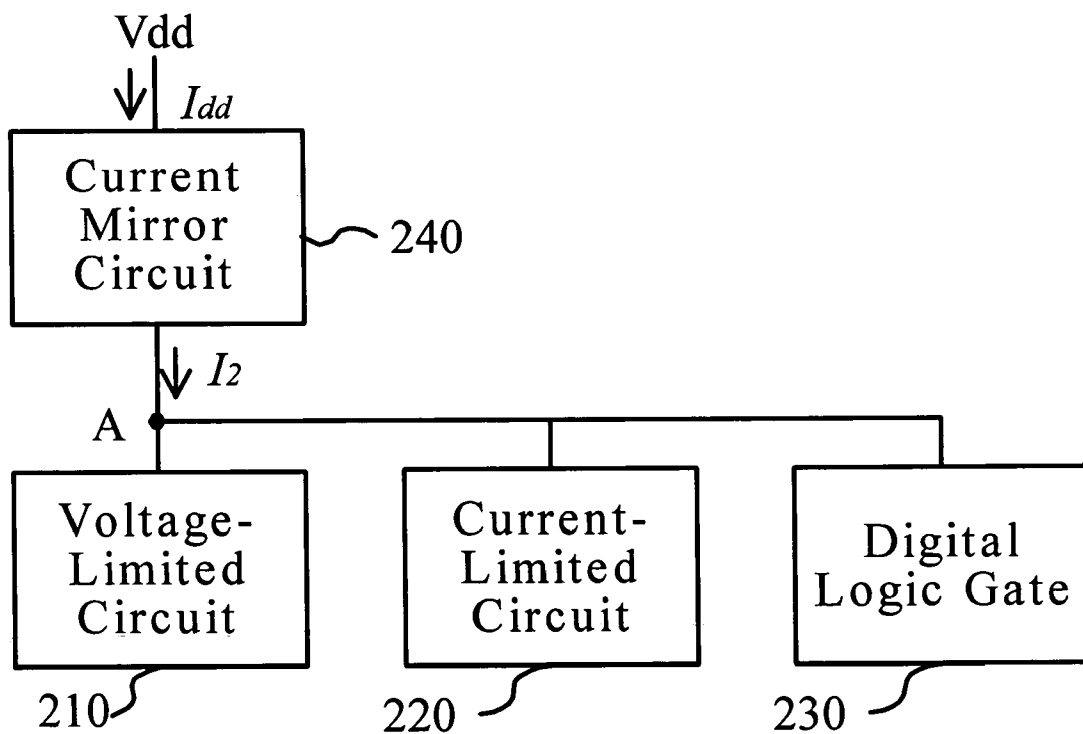 Vdd
Idd
Current
Mirror
Circuit
240
I2
A
Voltage-
Limited
Circuit
Current-
Limited
Circuit
Digital
Logic Gate
210
220
230